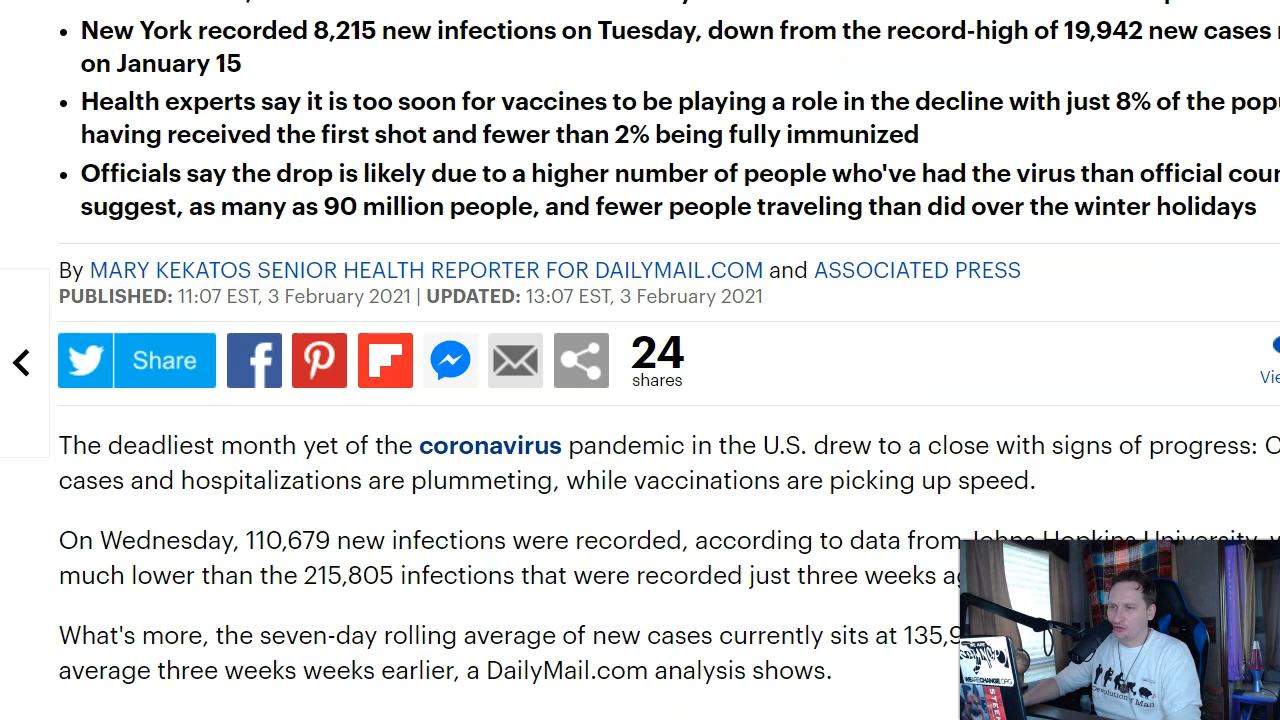 New York recorded 8,215 new infections on Tuesday, down from the record-high of 19,942 new cases
on January 15
Health experts say it is too soon for vaccines to be playing a role in the decline with just 8% of the
having received the first shot and fewer than 2% being fully immunized
Officials say the drop is likely due to a higher number of people who've had the virus than official
suggest, as many as 90 million people, and fewer people traveling than did over the winter holidays
By MARY KEKATOS SENIOR HEALTH REPORTER FOR DAILYMAIL.COM and ASSOCIATED PRESS
PUBLISHED: 11:07 EST, 3 February 2021 | UPDATED: 13:07 EST, 3 February 2021
Share
24
shares
The deadliest month yet of the coronavirus pandemic in the U.S. drew to a close with signs of progress:
cases and hospitalizations are plummeting, while vaccinations are picking up speed.
On Wednesday, 110,679 new infections were recorded, according to data from Johns Hopkins University,
much lower than the 215,805 infections that were recorded just three weeks
What's more, the seven-day rolling average of new cases currently sits at
average three weeks weeks earlier, a DailyMail.com analysis shows.
WEARECHANGE.ORG